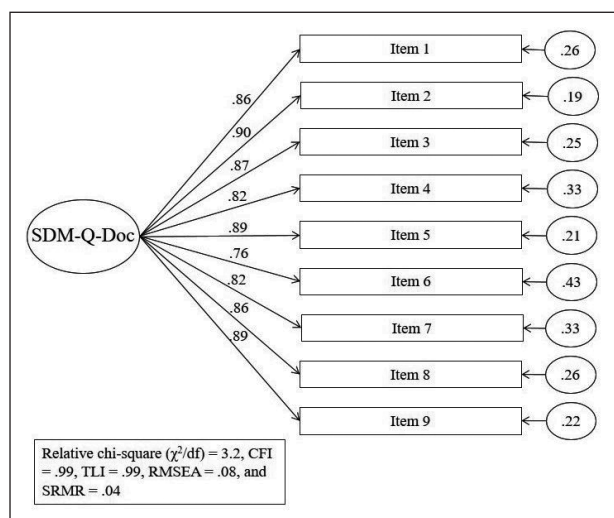 Item 1
.26
.86
Item 2
.19
.90
Item 3
.25
.87
Item 4
.33
.82
SDM-Q-Doc
.89
Item 5
.21
.76
Item 6
.43
.82
Item 7
.33
.86
Item 8
.26
.89
Item 9
.22
Relative chi-square (χ²/df) = 3.2, CFI
= .99, TLI = .99, RMSEA = .08, and
SRMR = .04